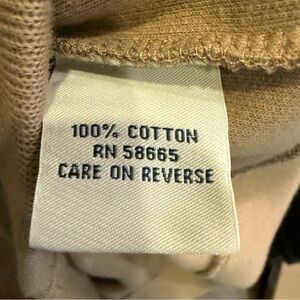 100% COTTON
RN 58665
CARE ON REVERSE